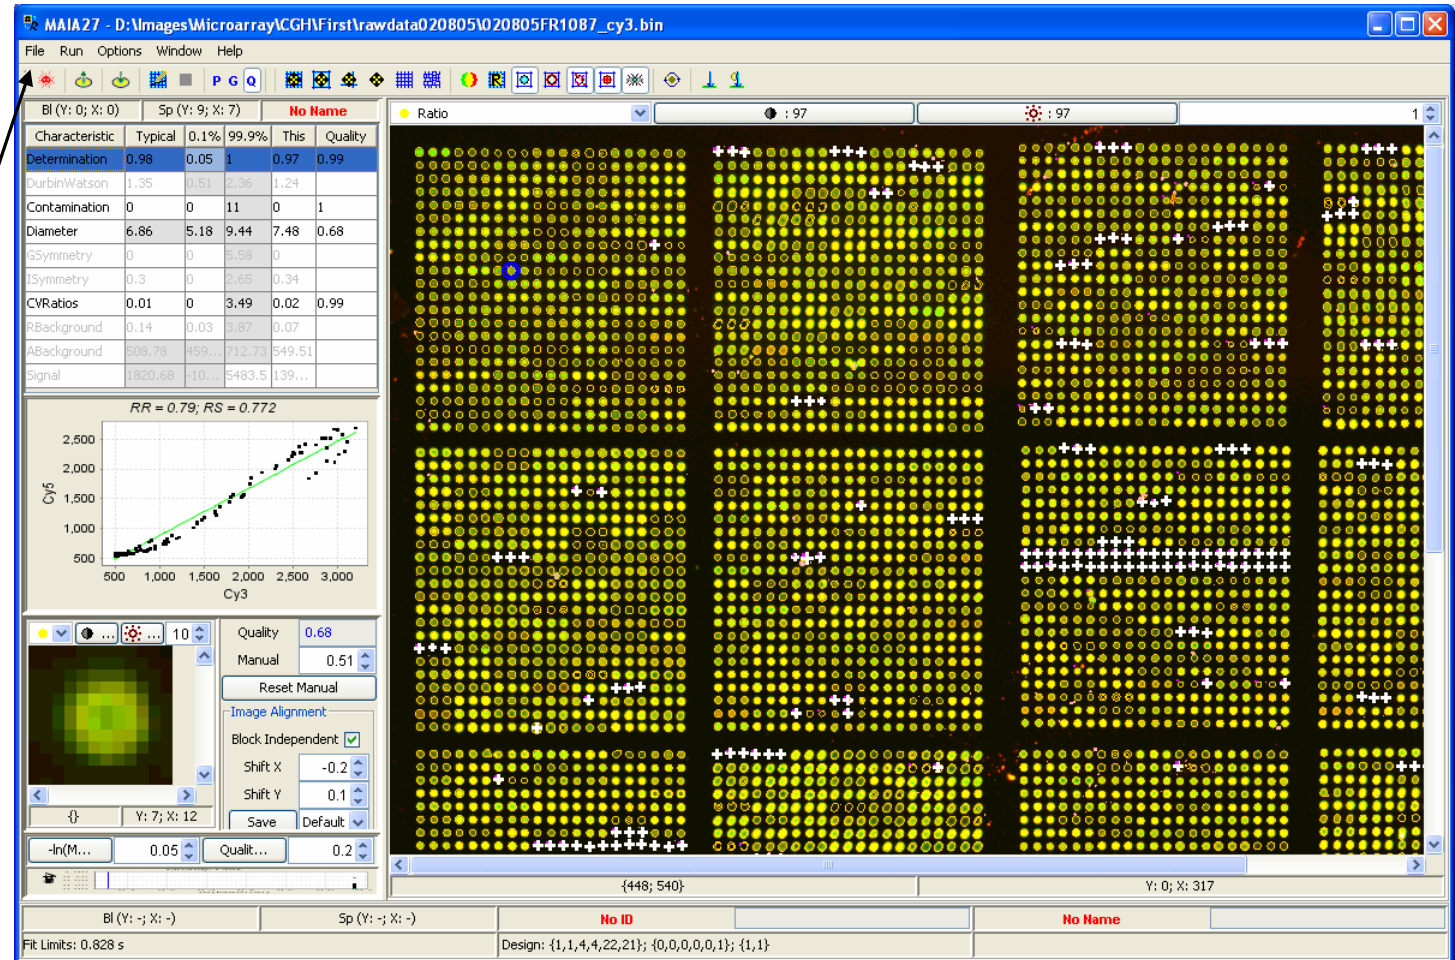 MAIA27 - D:\Images\Microarray\CGH\First\rawdata020805\020805FR1087_cy3.bin
File Run Options Window Help
P G Q
Bl (Y: 0; X: 0) Sp (Y: 9; X: 7) No Name
Characteristic Typical 0.1% 99.9% This Quality
Determination 0.98 0.05 1 0.97 0.99
DurbinWatson 1.35 0.51 2.36 1.24
Contamination 0 0 11 0 1
Diameter 6.86 5.18 9.44 7.48 0.68
GSymmetry 0 0 5.58 0
ISymmetry 0.3 0 2.65 0.34
CVRatios 0.01 0 3.49 0.02 0.99
RBackground 0.14 0.03 3.87 0.07
ABackground 508.78 459... 712.73 549.51
Signal 1820.68 -10... 5483.5 139...
Ratio : 97 : 97 1
RR = 0.79; RS = 0.772
2,500
2,000
1,500
1,000
500
Cy5
500 1,000 1,500 2,000 2,500 3,000
Cy3
... ... 10
{} Y: 7; X: 12
Quality 0.68
Manual 0.51
Reset Manual
Image Alignment
Block Independent
Shift X -0.2
Shift Y 0.1
Save Default
-ln(M... 0.05 Qualit... 0.2
{448; 540} Y: 0; X: 317
Bl (Y: -; X: -) Sp (Y: -; X: -) No ID No Name
Fit Limits: 0.828 s Design: {1,1,4,4,22,21}; {0,0,0,0,0,1}; {1,1}